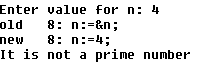 Enter value for n: 4
old   8: n:=&n;
new   8: n:=4;
It is not a prime number